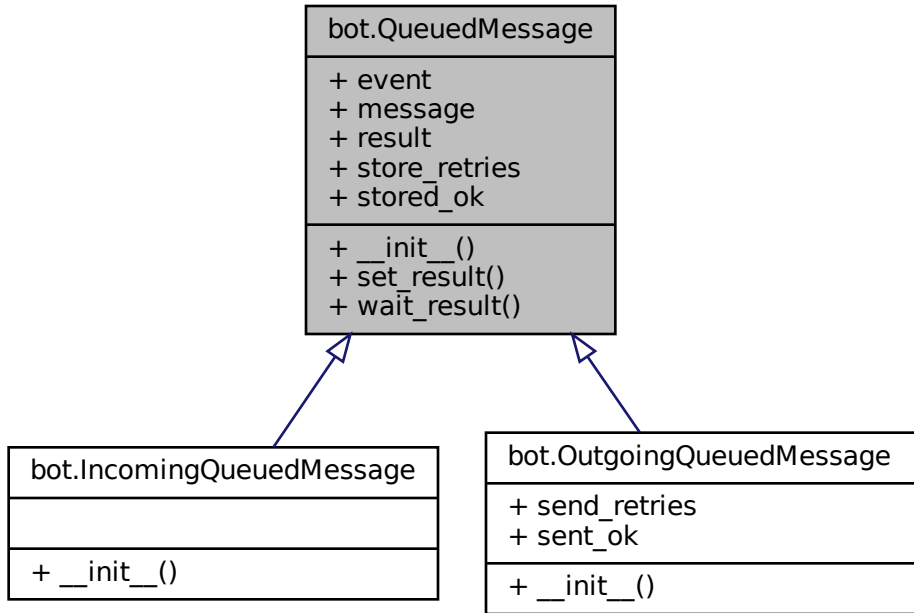 bot.QueuedMessage
+ event
+ message
+ result
+ store_retries
+ stored_ok
+ __init__()
+ set_result()
+ wait_result()
bot.IncomingQueuedMessage
+ __init__()
bot.OutgoingQueuedMessage
+ send_retries
+ sent_ok
+ __init__()